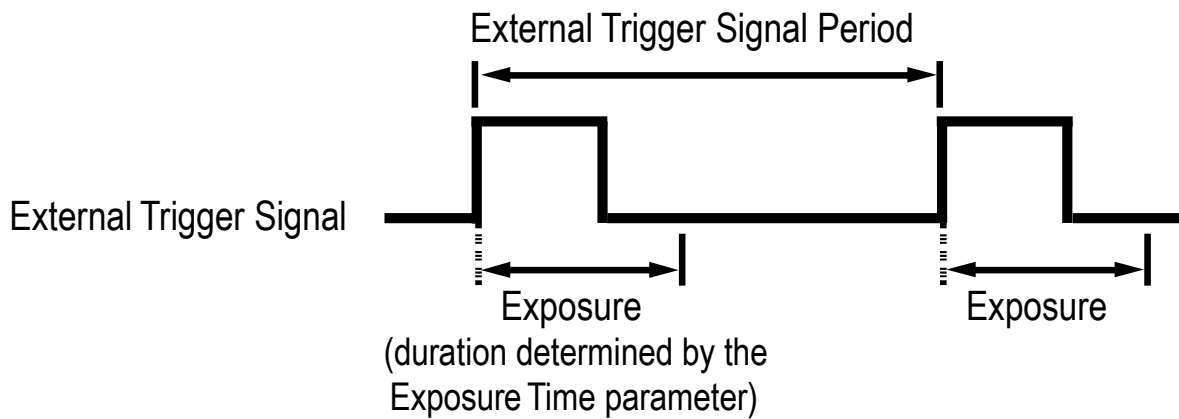 External Trigger Signal Period
External Trigger Signal
Exposure
Exposure
(duration determined by the
Exposure Time parameter)